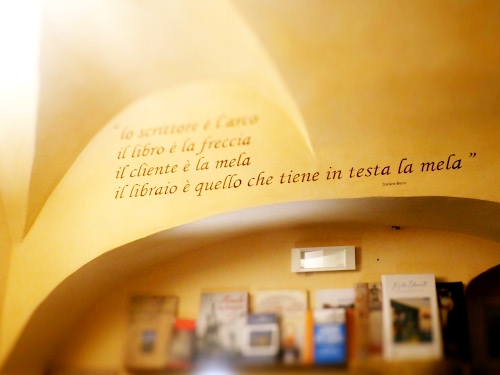 "lo scrittore è l'arco
il libro è la freccia
il cliente è la mela
il libraio è quello che tiene in testa la mela"